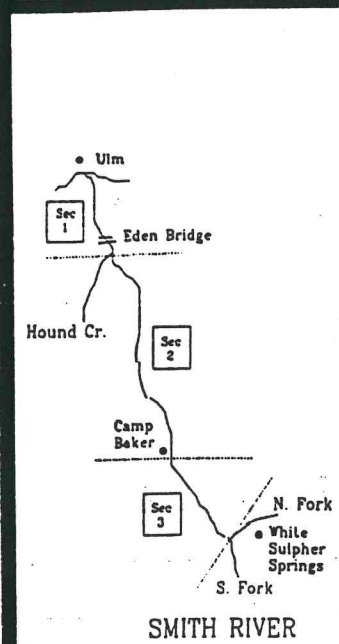 Ulm
Sec
1
Eden Bridge
Hound Cr.
Sec
2
Camp
Baker
Sec
3
N. Fork
White
Sulpher
Springs
S. Fork
SMITH RIVER